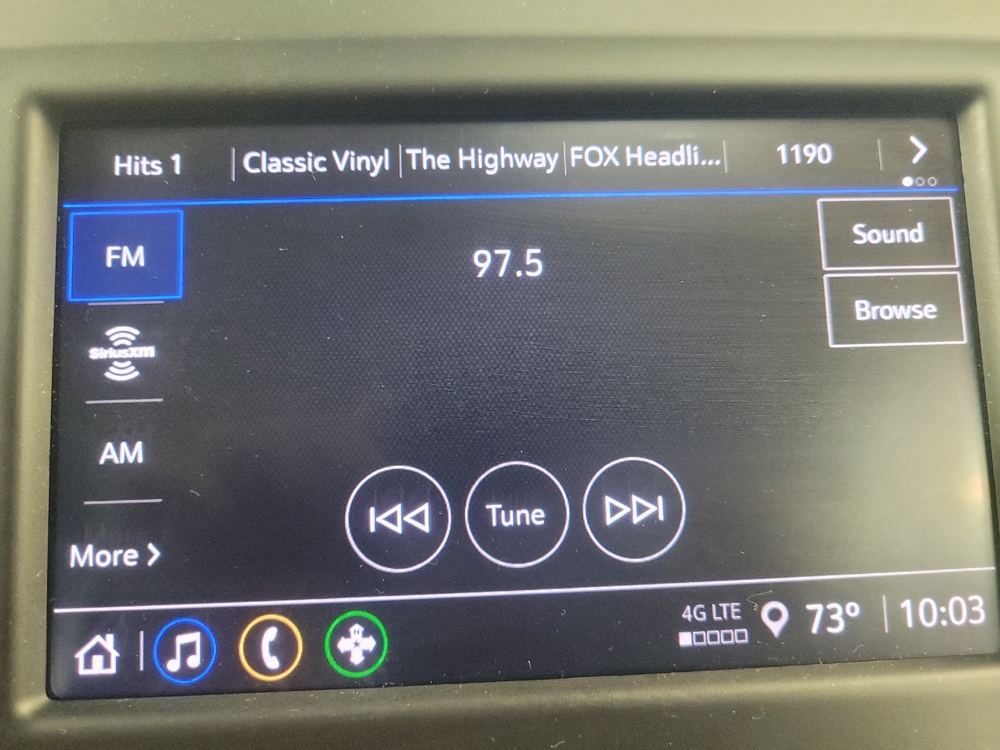 Hits 1 Classic Vinyl The Highway FOX Headli... 1190
FM 97.5 Sound
Browse
SiriusXM
AM
Tune
More
4G LTE 73° 10:03